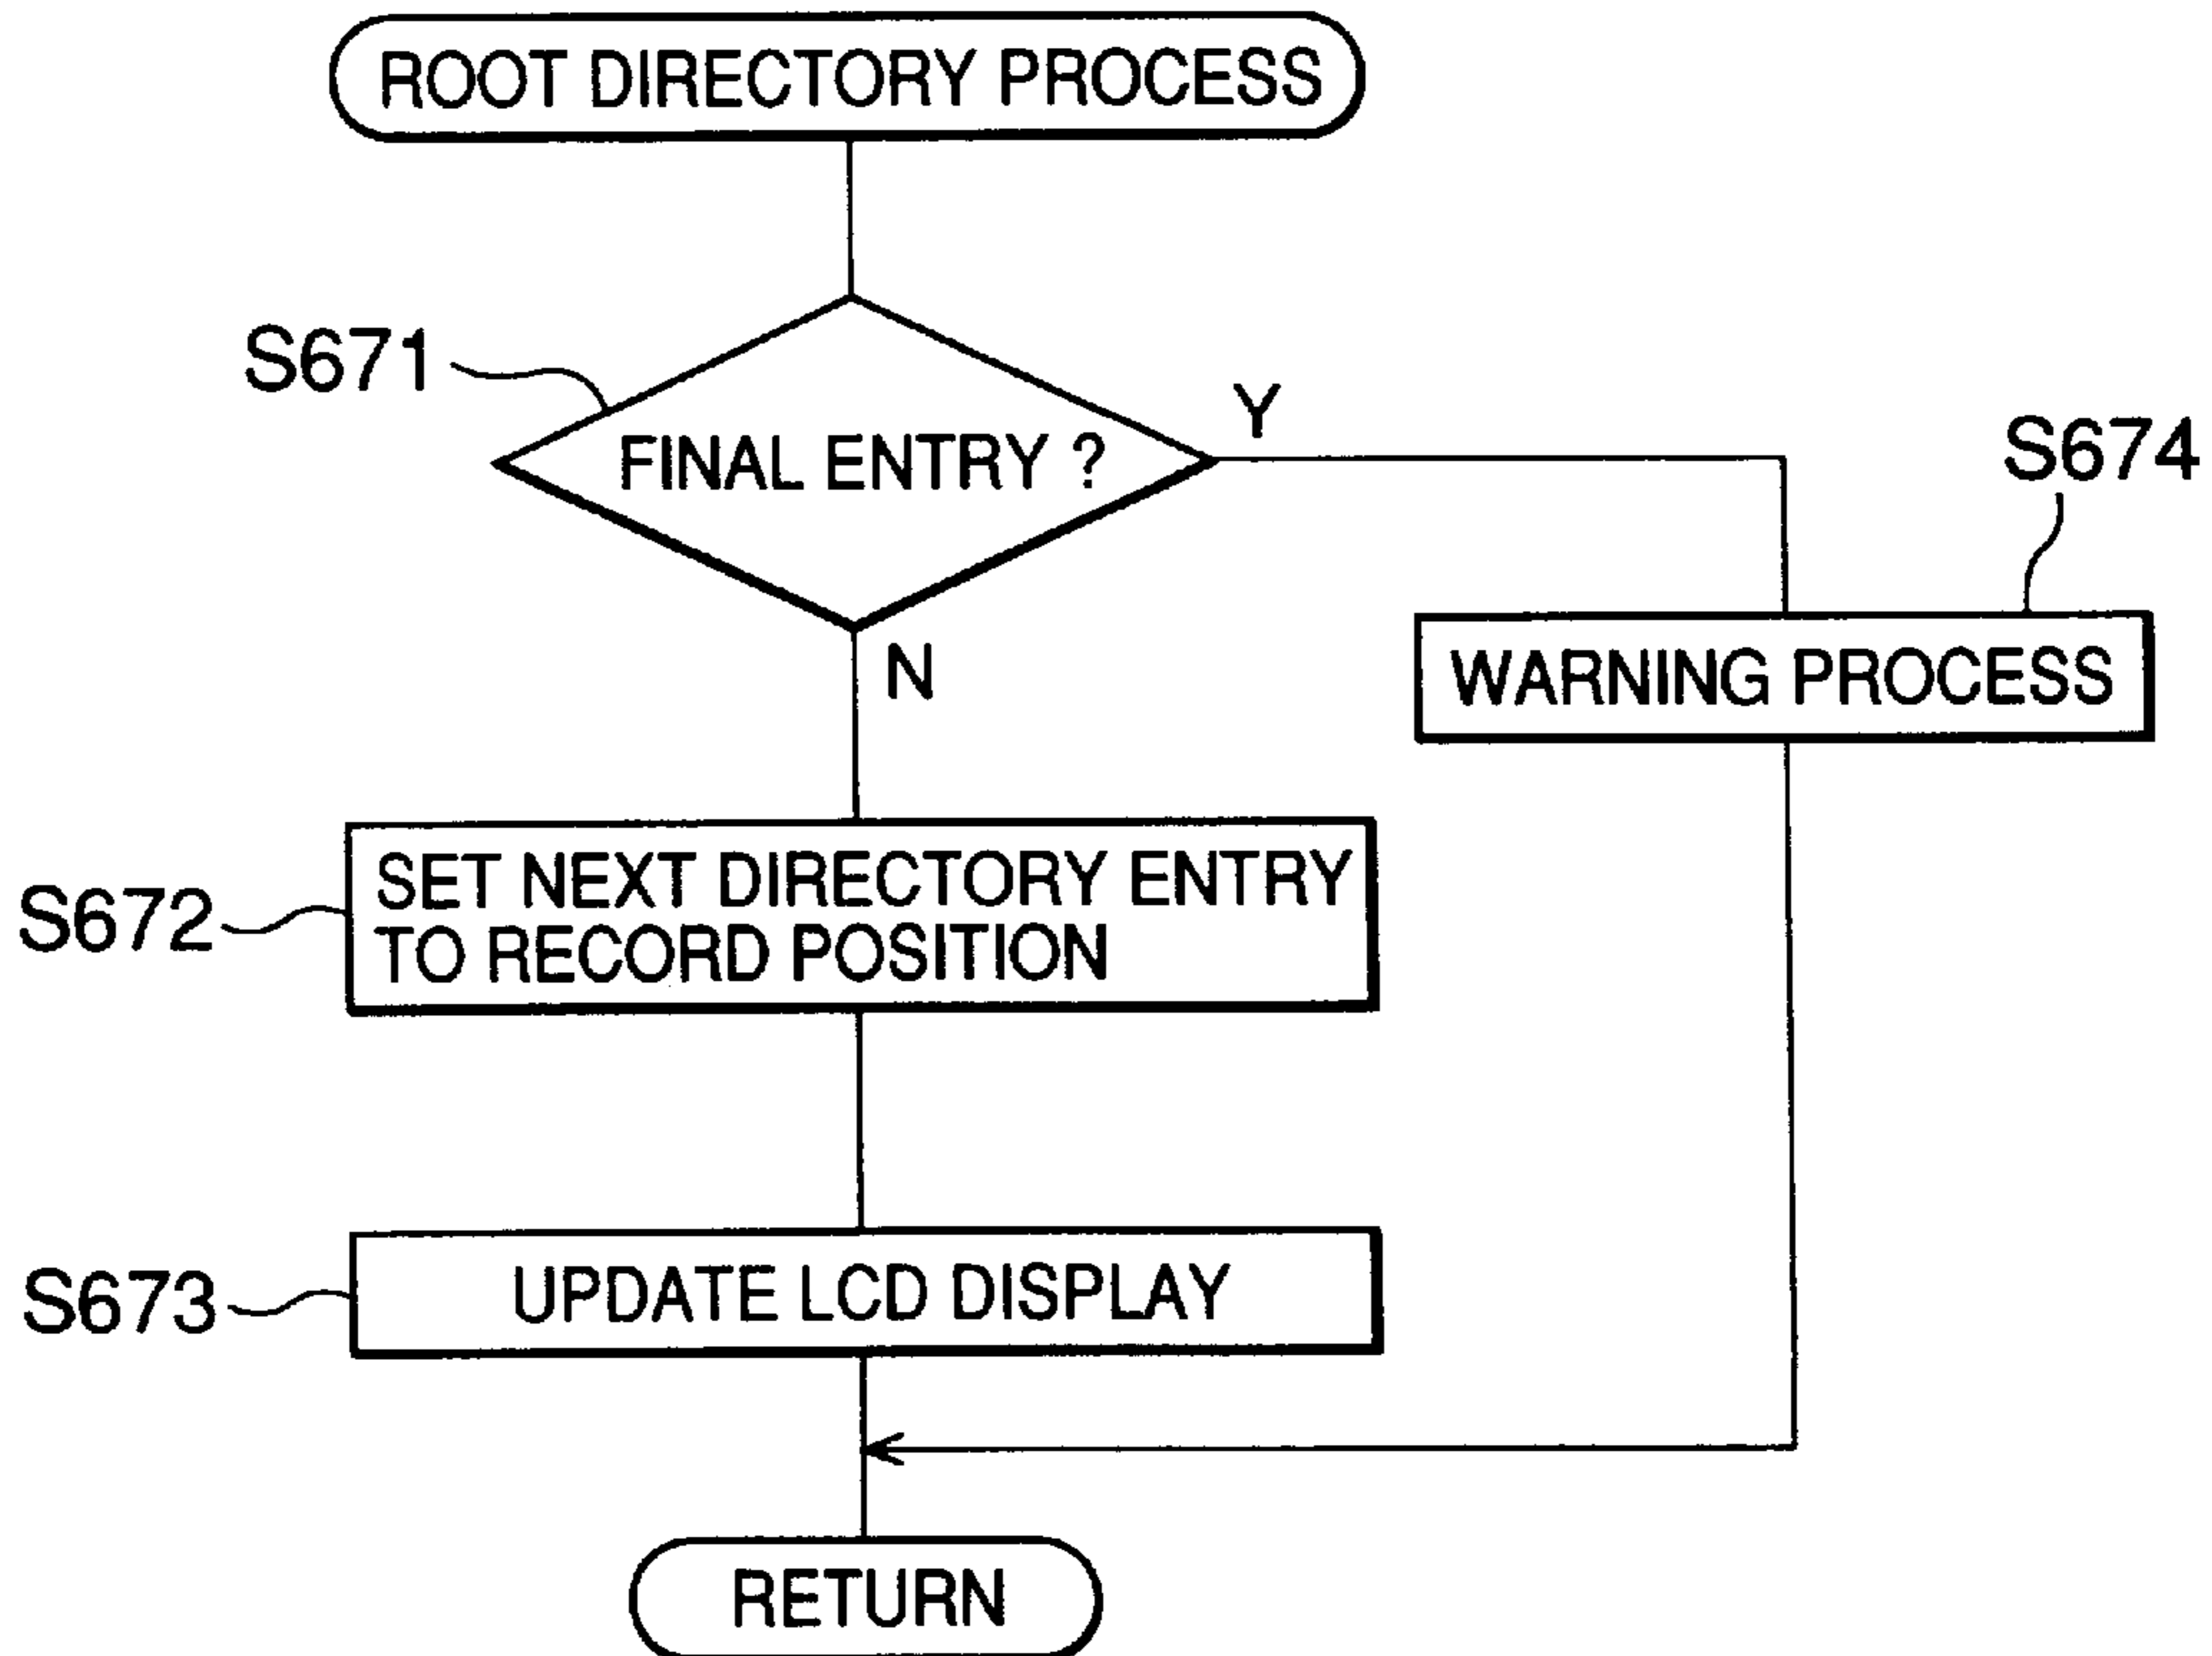 ROOT DIRECTORY PROCESS
S671
FINAL ENTRY ?
Y
S674
N
WARNING PROCESS
S672
SET NEXT DIRECTORY ENTRY
TO RECORD POSITION
S673
UPDATE LCD DISPLAY
RETURN